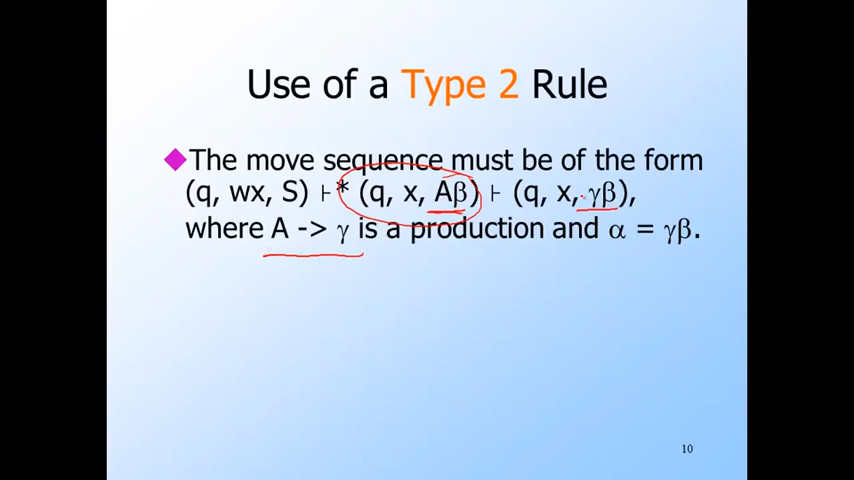 Use of a Type 2 Rule
The move sequence must be of the form
(q, wx, S) ⊦* (q, x, Aβ) ⊦ (q, x, γβ),
where A -> γ is a production and α = γβ.
10